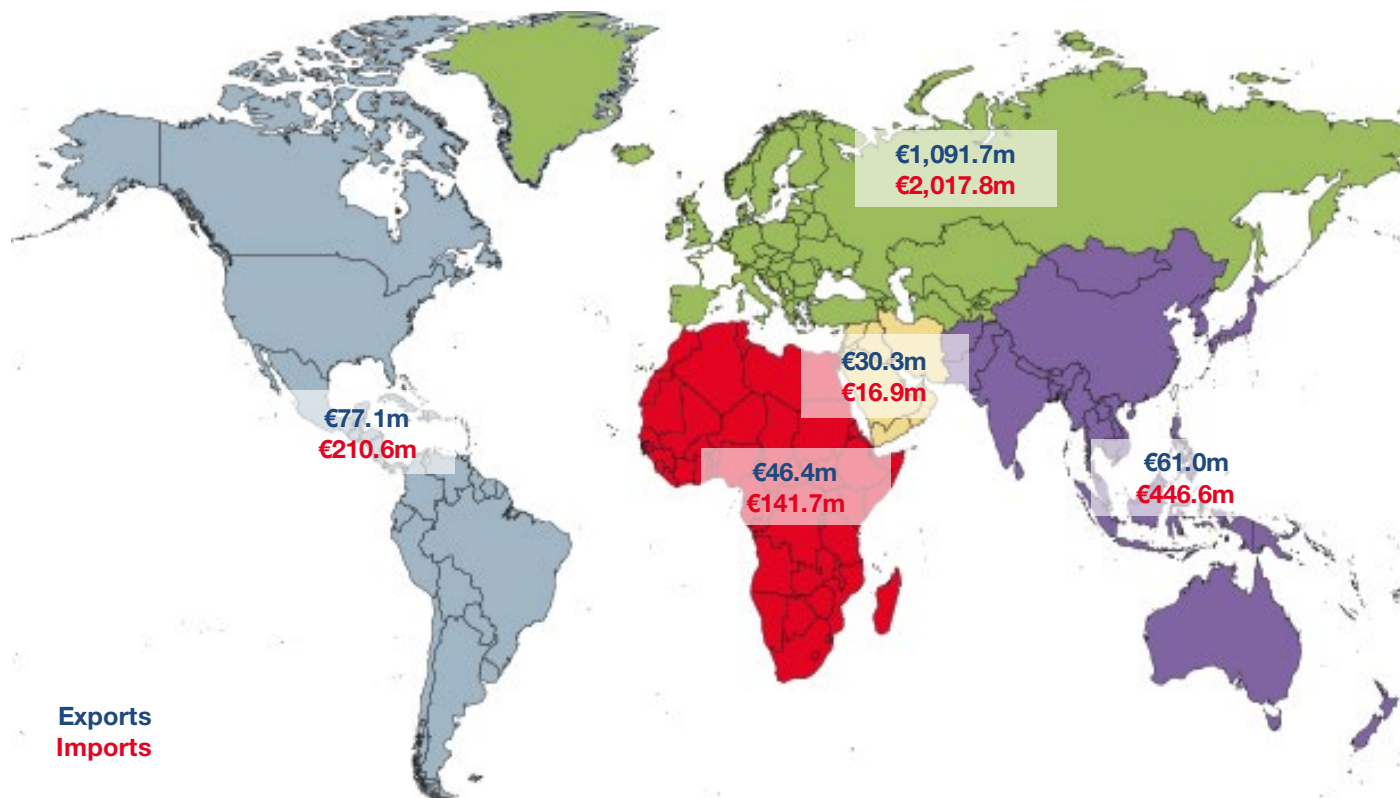 €1,091.7m
€2,017.8m
€30.3m
€16.9m
€77.1m
€210.6m
€46.4m
€141.7m
€61.0m
€446.6m
Exports
Imports